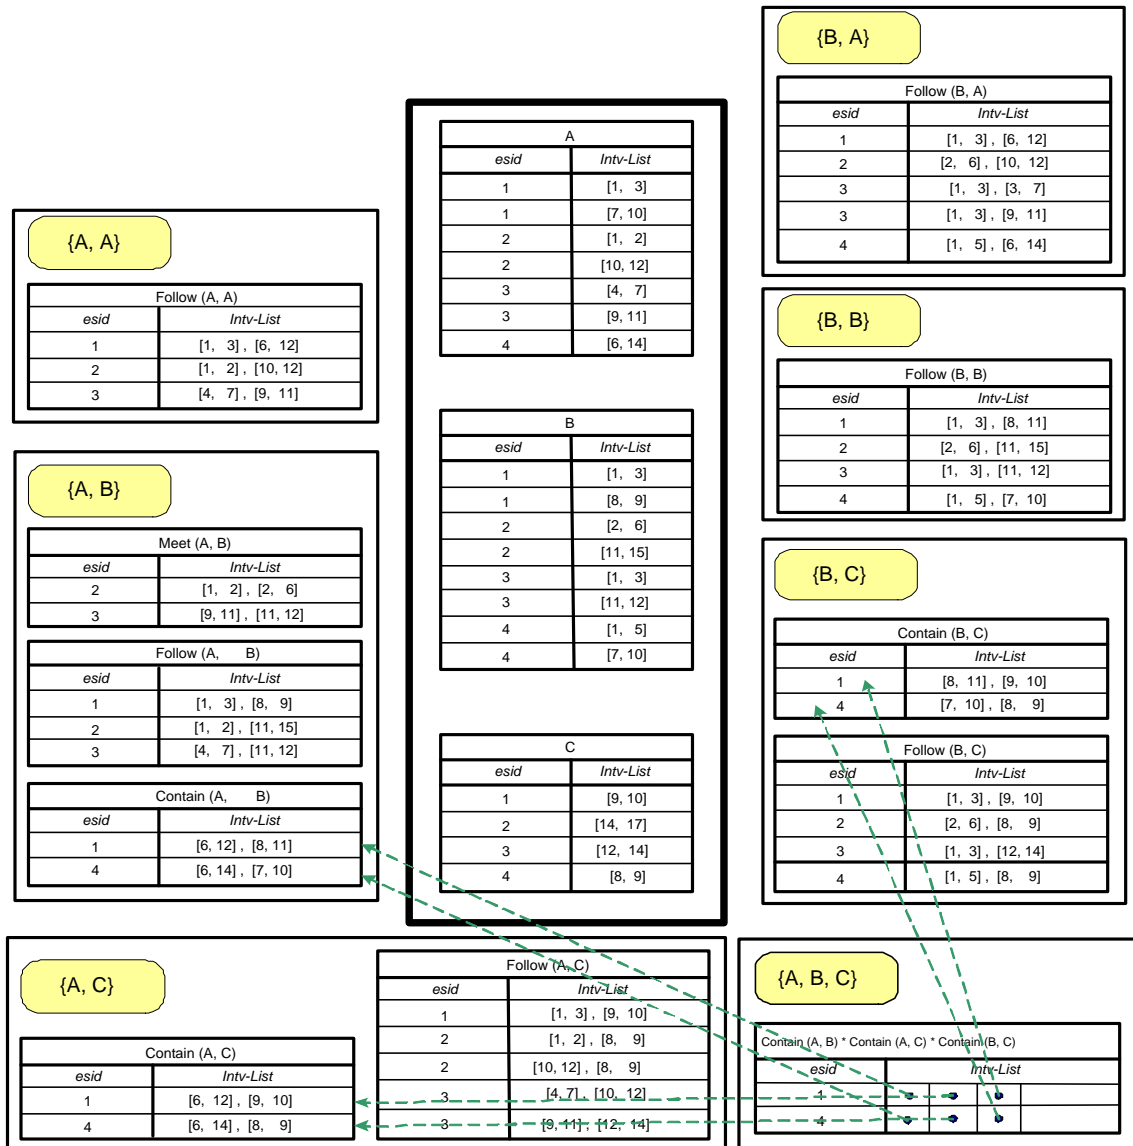 {A, A}
Follow (A, A)
esid Intv-List
1 [1, 3] , [6, 12]
2 [1, 2] , [10, 12]
3 [4, 7] , [9, 11]
{A, B}
Meet (A, B)
esid Intv-List
2 [1, 2] , [2, 6]
3 [9, 11] , [11, 12]
Follow (A, B)
esid Intv-List
1 [1, 3] , [8, 9]
2 [1, 2] , [11, 15]
3 [4, 7] , [11, 12]
Contain (A, B)
esid Intv-List
1 [6, 12] , [8, 11]
4 [6, 14] , [7, 10]
A
esid Intv-List
1 [1, 3]
1 [7, 10]
2 [1, 2]
2 [10, 12]
3 [4, 7]
3 [9, 11]
4 [6, 14]
B
esid Intv-List
1 [1, 3]
1 [8, 9]
2 [2, 6]
2 [11, 15]
3 [1, 3]
3 [11, 12]
4 [1, 5]
4 [7, 10]
C
esid Intv-List
1 [9, 10]
2 [14, 17]
3 [12, 14]
4 [8, 9]
{B, A}
Follow (B, A)
esid Intv-List
1 [1, 3] , [6, 12]
2 [2, 6] , [10, 12]
3 [1, 3] , [3, 7]
3 [1, 3] , [9, 11]
4 [1, 5] , [6, 14]
{B, B}
Follow (B, B)
esid Intv-List
1 [1, 3] , [8, 11]
2 [2, 6] , [11, 15]
3 [1, 3] , [11, 12]
4 [1, 5] , [7, 10]
{B, C}
Contain (B, C)
esid Intv-List
1 [8, 11] , [9, 10]
4 [7, 10] , [8, 9]
Follow (B, C)
esid Intv-List
1 [1, 3] , [9, 10]
2 [2, 6] , [8, 9]
3 [1, 3] , [12, 14]
4 [1, 5] , [8, 9]
{A, C}
Contain (A, C)
esid Intv-List
1 [6, 12] , [9, 10]
4 [6, 14] , [8, 9]
Follow (A, C)
esid Intv-List
1 [1, 3] , [9, 10]
2 [1, 2] , [8, 9]
2 [10, 12] , [8, 9]
3 [4, 7] , [10, 12]
3 [9, 11] , [12, 14]
{A, B, C}
Contain (A, B) * Contain (A, C) * Contain (B, C)
esid Intv-List
1
4